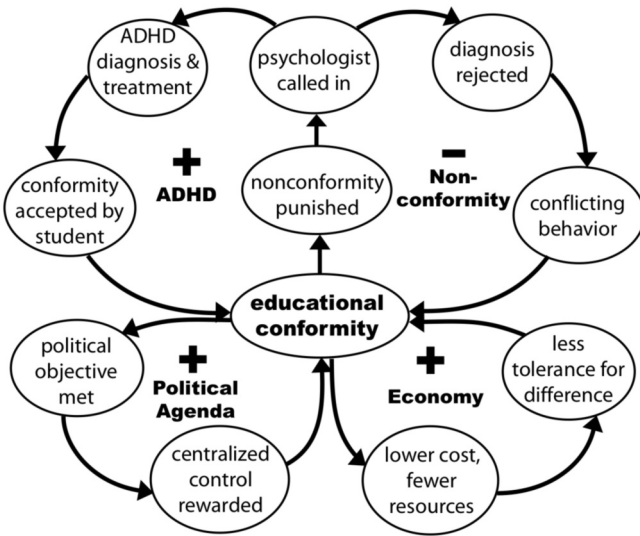 ADHD
diagnosis &
treatment
psychologist
called in
diagnosis
rejected
+
ADHD
nonconformity
punished
-
Non-
conformity
conformity
accepted by
student
conflicting
behavior
educational
conformity
political
objective
met
+
Political
Agenda
+
Economy
less
tolerance for
difference
centralized
control
rewarded
lower cost,
fewer
resources